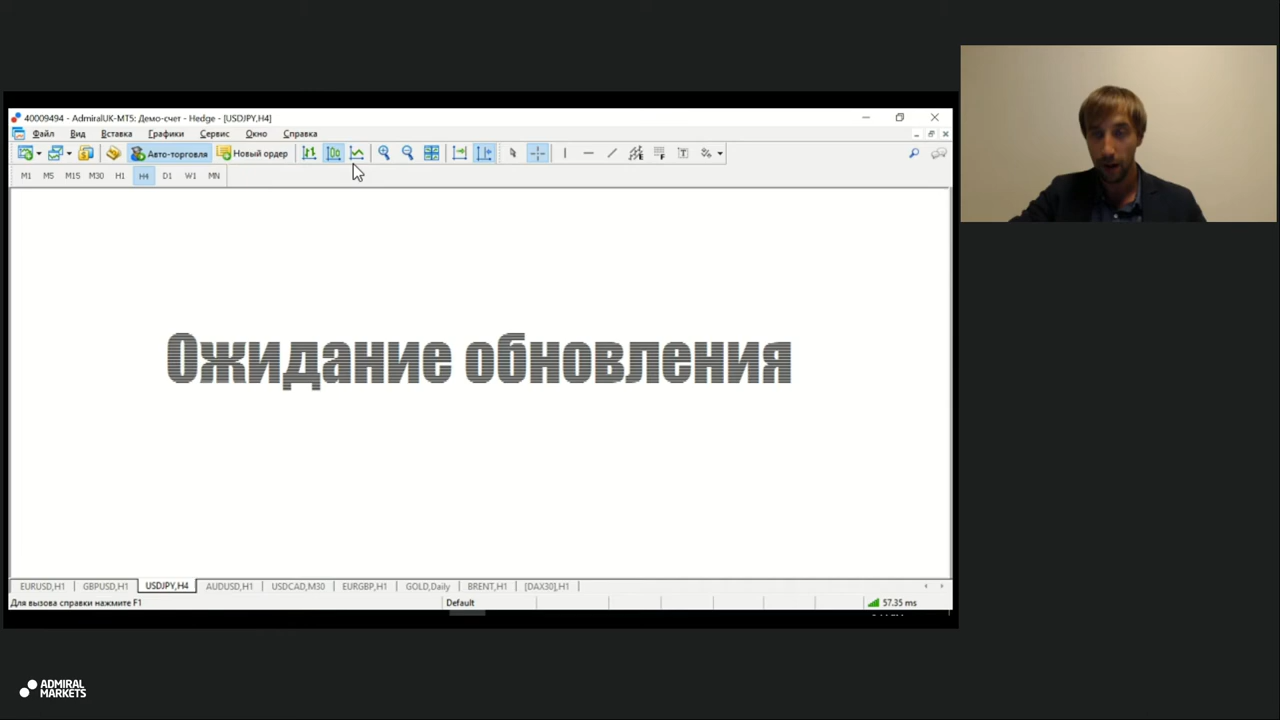 40009494 - AdmiralUK-MT5: Демо-счет - Hedge - [USDJPY,H4]
Файл Вид Вставка Графики Сервис Окно Справка
Авто-торговля Новый ордер
M1 M5 M15 M30 H1 H4 D1 W1 MN
Ожидание обновления
EURUSD,H1 GBPUSD,H1 USDJPY,H4 AUDUSD,H1 USDCAD,M30 EURGBP,H1 GOLD,Daily BRENT,H1 [DAX30],H1
Для вызова справки нажмите F1 Default 57.35 ms
ADMIRAL
MARKETS